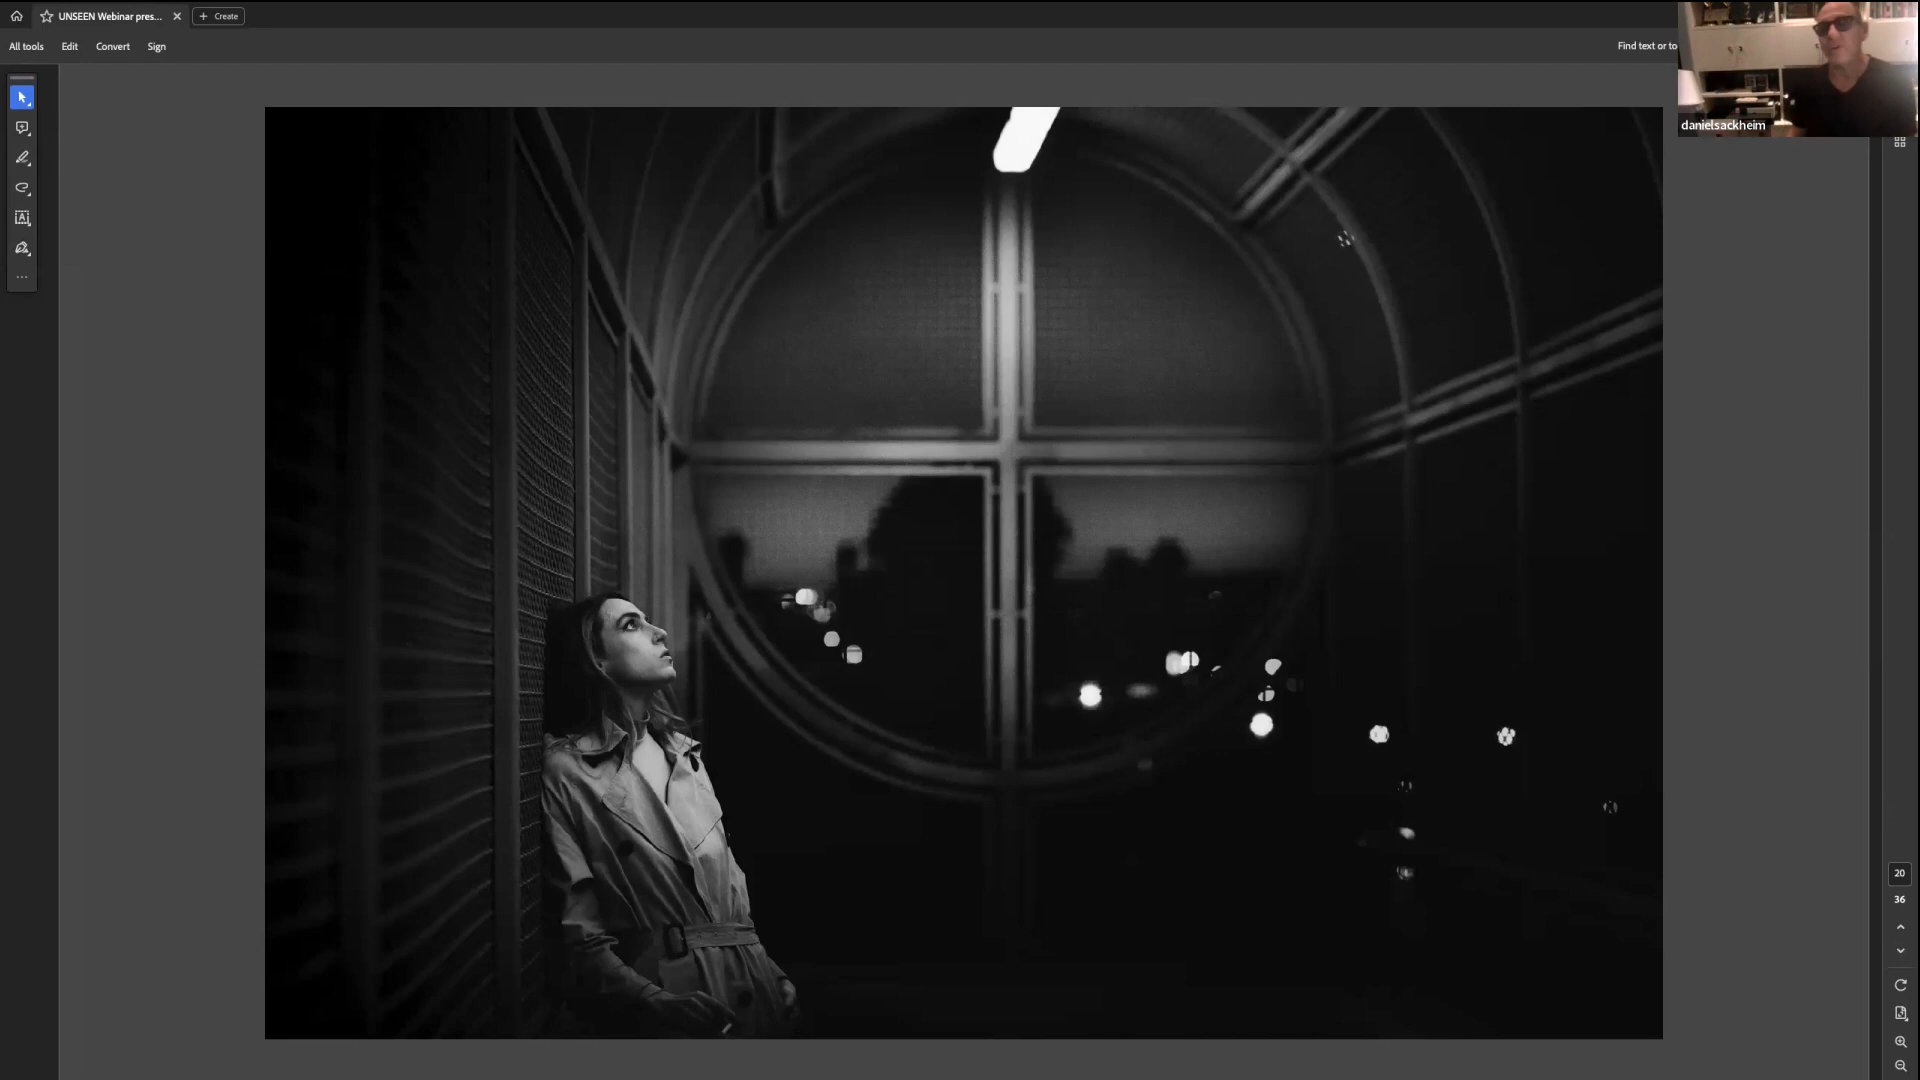 UNSEEN Webinar pres...
Create
All tools
Edit
Convert
Sign
Find text or to
danielsackheim
20
36